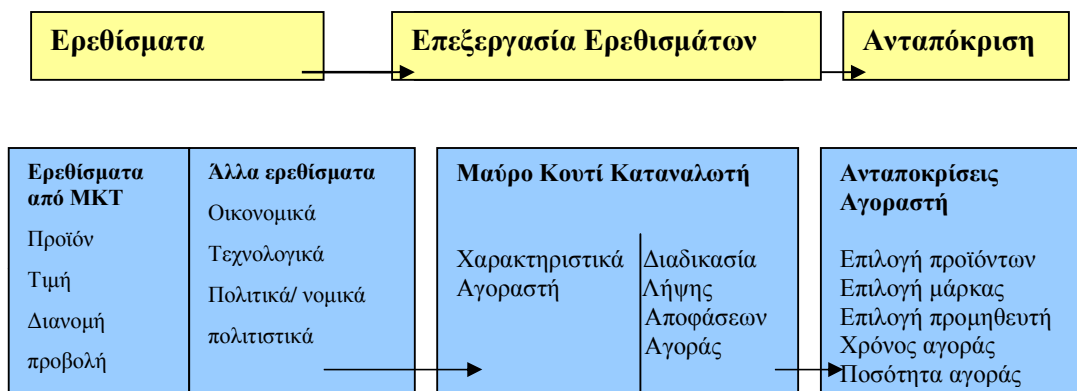 Ερεθίσματα
Επεξεργασία Ερεθισμάτων
Ανταπόκριση
Ερεθίσματα
από ΜΚΤ
Προϊόν
Τιμή
Διανομή
προβολή
Άλλα ερεθίσματα
Οικονομικά
Τεχνολογικά
Πολιτικά/ νομικά
πολιτιστικά
Μαύρο Κουτί Καταναλωτή
Χαρακτηριστικά
Αγοραστή
Διαδικασία
Λήψης
Αποφάσεων
Αγοράς
Ανταποκρίσεις
Αγοραστή
Επιλογή προϊόντων
Επιλογή μάρκας
Επιλογή προμηθευτή
Χρόνος αγοράς
Ποσότητα αγοράς